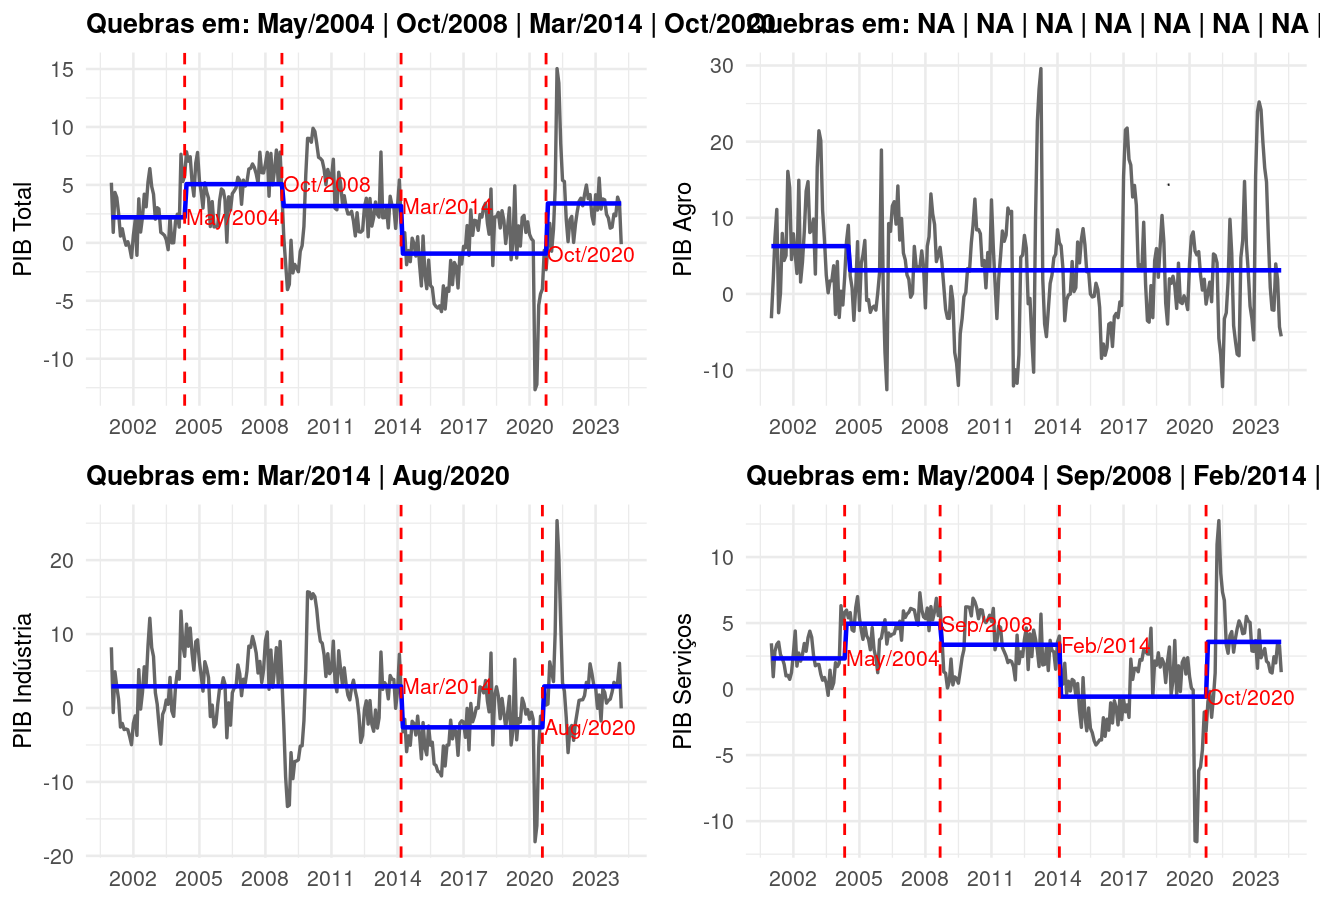 Quebras em: May/2004 | Oct/2008 | Mar/2014 | Oct/2020
Quebras em: NA | NA | NA | NA | NA | NA | NA |
15
10
5
0
-5
-10
PIB Total
Oct/2008
May/2004
Mar/2014
Oct/2020
2002 2005 2008 2011 2014 2017 2020 2023
30
20
10
0
-10
PIB Agro
2002 2005 2008 2011 2014 2017 2020 2023
Quebras em: Mar/2014 | Aug/2020
20
10
0
-10
-20
PIB Indústria
Mar/2014
Aug/2020
2002 2005 2008 2011 2014 2017 2020 2023
Quebras em: May/2004 | Sep/2008 | Feb/2014 |
10
5
0
-5
-10
PIB Serviços
Sep/2008
May/2004
Feb/2014
Oct/2020
2002 2005 2008 2011 2014 2017 2020 2023